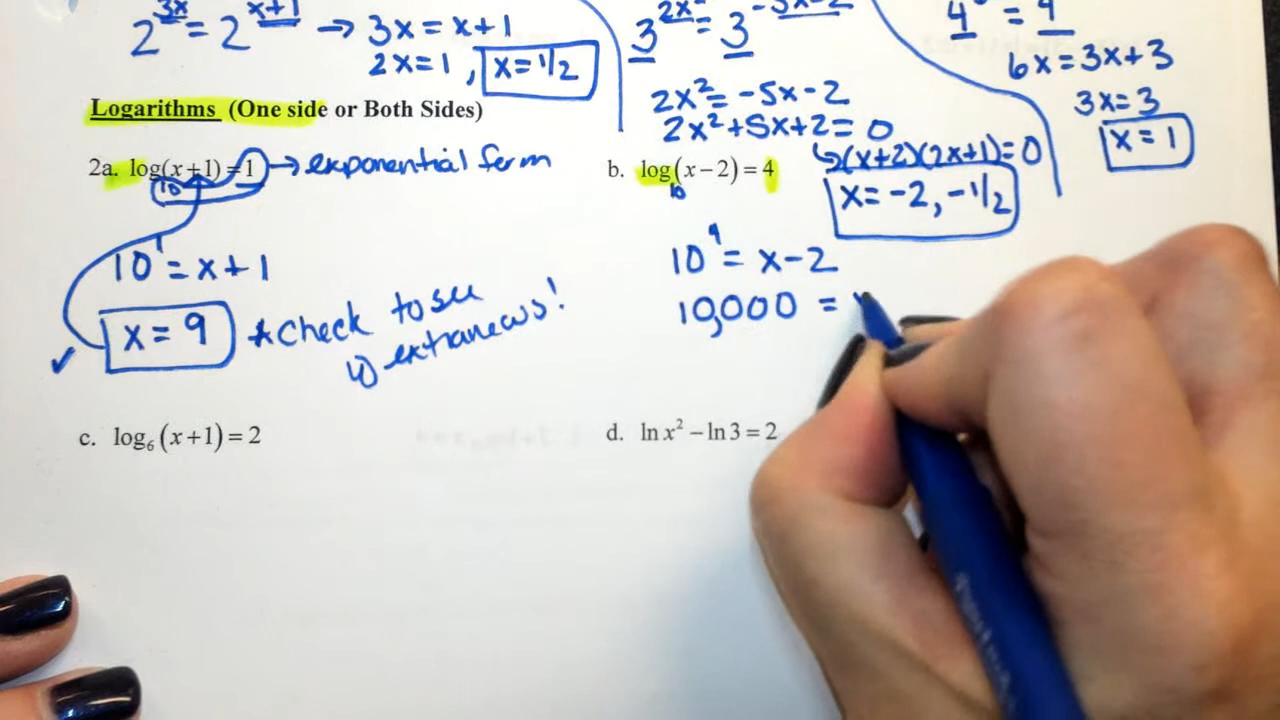 2^{3x} = 2^{x+1} → 3x = x+1
2x = 1, x = 1/2
3^{2x} = 3
2x² = -5x - 2
2x² + 5x + 2 = 0
(x+2)(2x+1) = 0
x = -2, -1/2
4 = 4
6x = 3x + 3
3x = 3
x = 1
Logarithms (One side or Both Sides)
2a. log(x+1) = 1 → exponential form
10
10¹ = x + 1
x = 9 *Check to see
if extraneous!
✓
b. log(x−2) = 4
10
10⁴ = x - 2
10,000 =
c. log₆(x+1) = 2
d. ln x² − ln 3 = 2